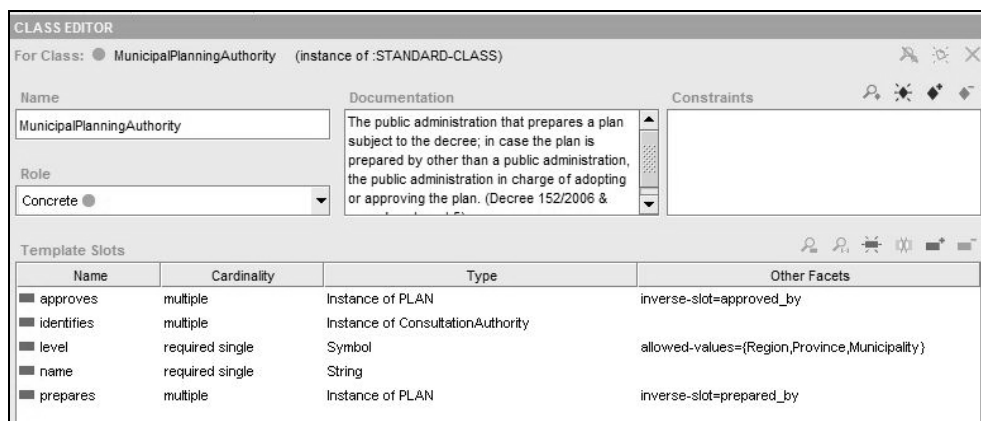 CLASS EDITOR
For Class: MunicipalPlanningAuthority (instance of :STANDARD-CLASS)
Name Documentation Constraints
MunicipalPlanningAuthority
The public administration that prepares a plan
subject to the decree; in case the plan is
prepared by other than a public administration,
the public administration in charge of adopting
or approving the plan. (Decree 152/2006 &
Role
Concrete
Template Slots
Name Cardinality Type Other Facets
approves multiple Instance of PLAN inverse-slot=approved_by
identifies multiple Instance of ConsultationAuthority
level required single Symbol allowed-values={Region,Province,Municipality}
name required single String
prepares multiple Instance of PLAN inverse-slot=prepared_by